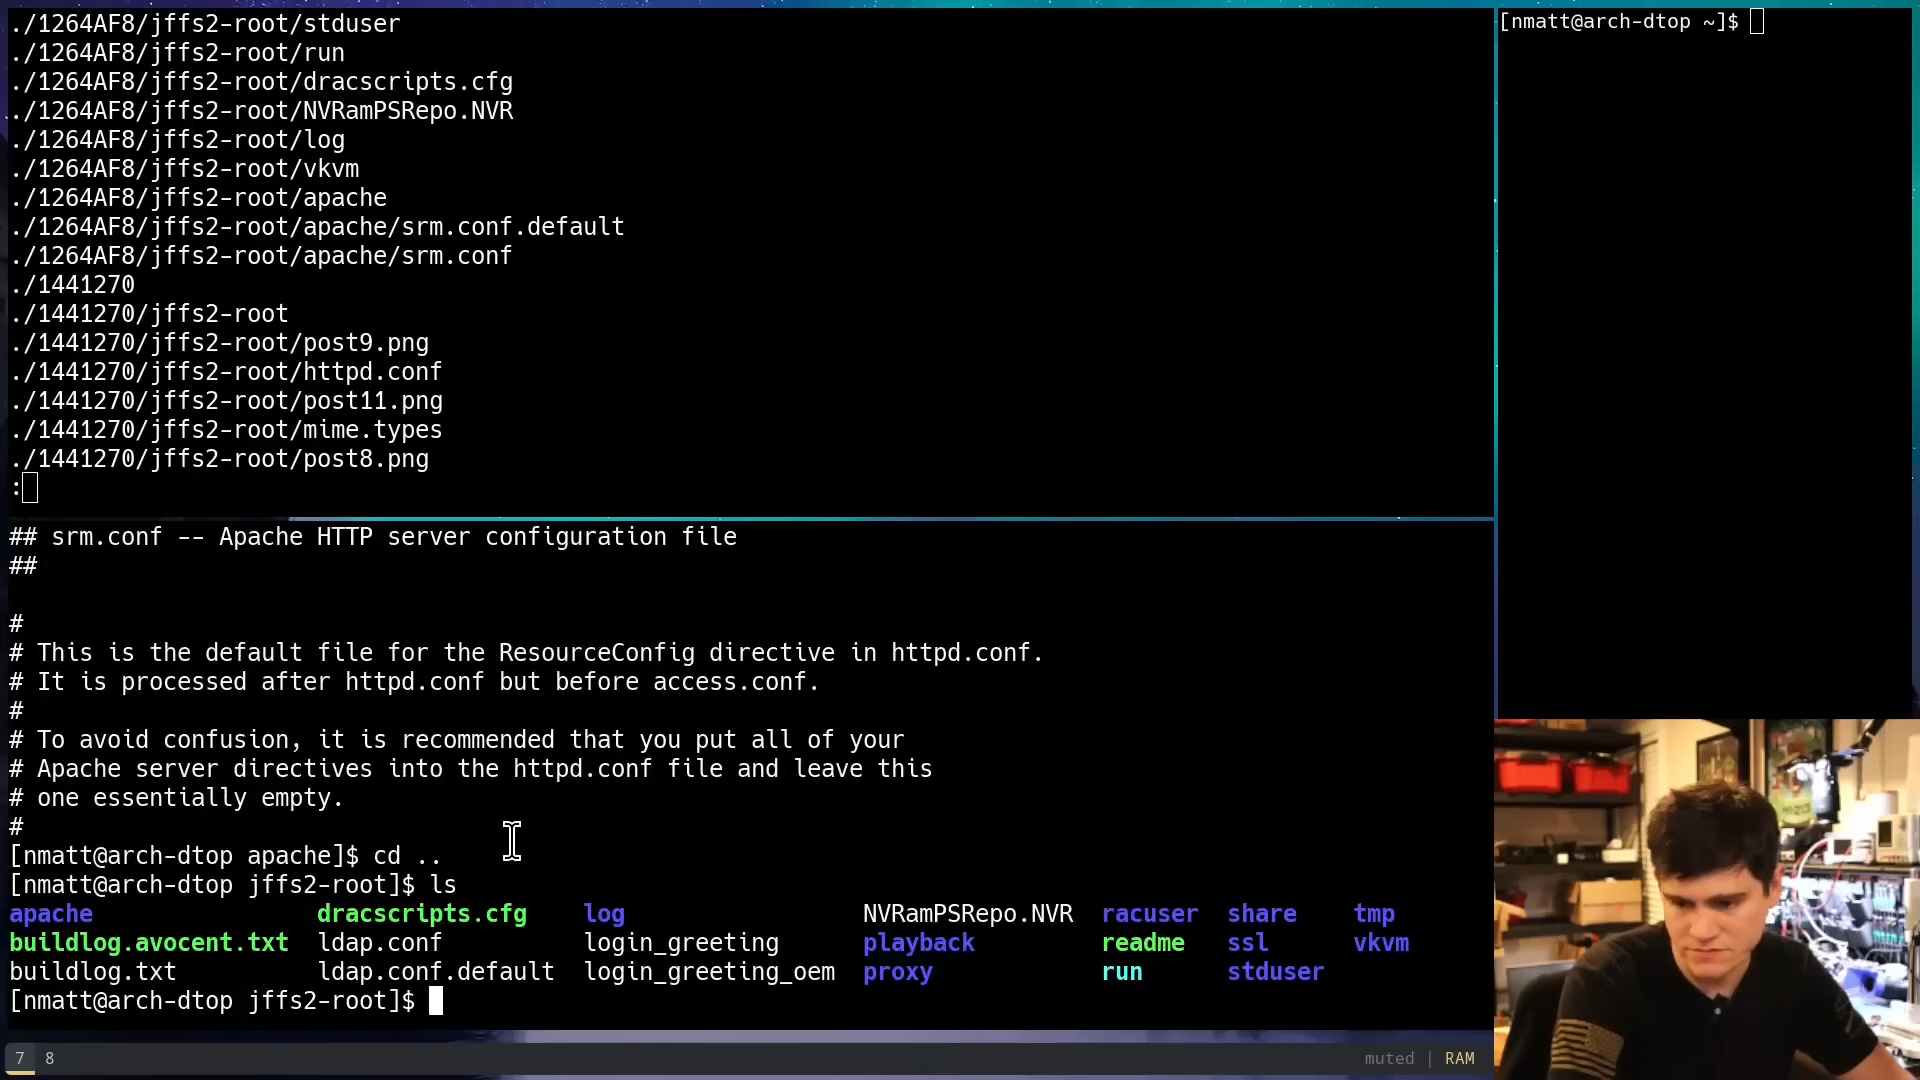 ./1264AF8/jffs2-root/stduser
./1264AF8/jffs2-root/run
./1264AF8/jffs2-root/dracscripts.cfg
./1264AF8/jffs2-root/NVRamPSRepo.NVR
./1264AF8/jffs2-root/log
./1264AF8/jffs2-root/vkvm
./1264AF8/jffs2-root/apache
./1264AF8/jffs2-root/apache/srm.conf.default
./1264AF8/jffs2-root/apache/srm.conf
./1441270
./1441270/jffs2-root
./1441270/jffs2-root/post9.png
./1441270/jffs2-root/httpd.conf
./1441270/jffs2-root/post11.png
./1441270/jffs2-root/mime.types
./1441270/jffs2-root/post8.png
:
[nmatt@arch-dtop ~]$
## srm.conf -- Apache HTTP server configuration file
##
#
# This is the default file for the ResourceConfig directive in httpd.conf.
# It is processed after httpd.conf but before access.conf.
#
# To avoid confusion, it is recommended that you put all of your
# Apache server directives into the httpd.conf file and leave this
# one essentially empty.
#
[nmatt@arch-dtop apache]$ cd ..
[nmatt@arch-dtop jffs2-root]$ ls
apache dracscripts.cfg log NVRamPSRepo.NVR racuser share tmp
buildlog.avocent.txt ldap.conf login_greeting playback readme ssl vkvm
buildlog.txt ldap.conf.default login_greeting_oem proxy run stduser
[nmatt@arch-dtop jffs2-root]$
7 8 muted | RAM